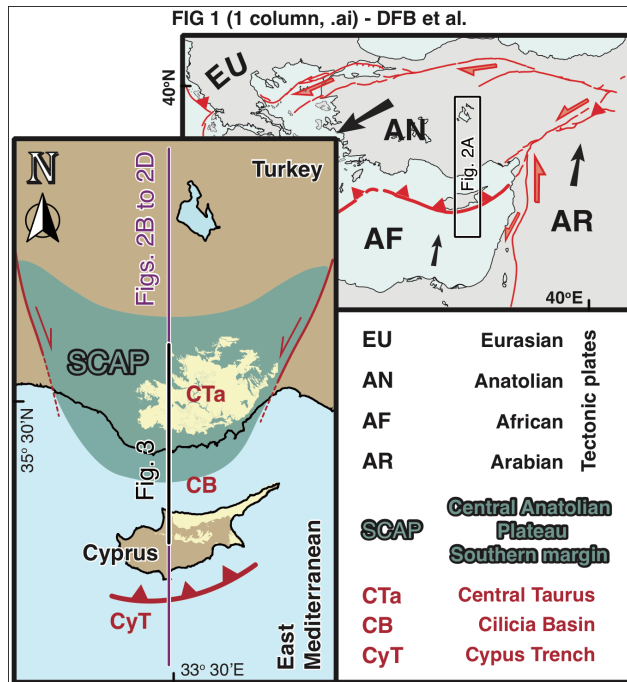 FIG 1 (1 column, .ai) - DFB et al.
EU
40°N
AN
Fig. 2A
AF
AR
40°E
N
Turkey
Figs. 2B to 2D
SCAP
CTa
35° 30'N
Fig. 3
CB
Cyprus
CyT
East
Mediterranean
33° 30'E
EU Eurasian
AN Anatolian
AF African
AR Arabian
Tectonic plates
SCAP Central Anatolian
Plateau
Southern margin
CTa Central Taurus
CB Cilicia Basin
CyT Cypus Trench